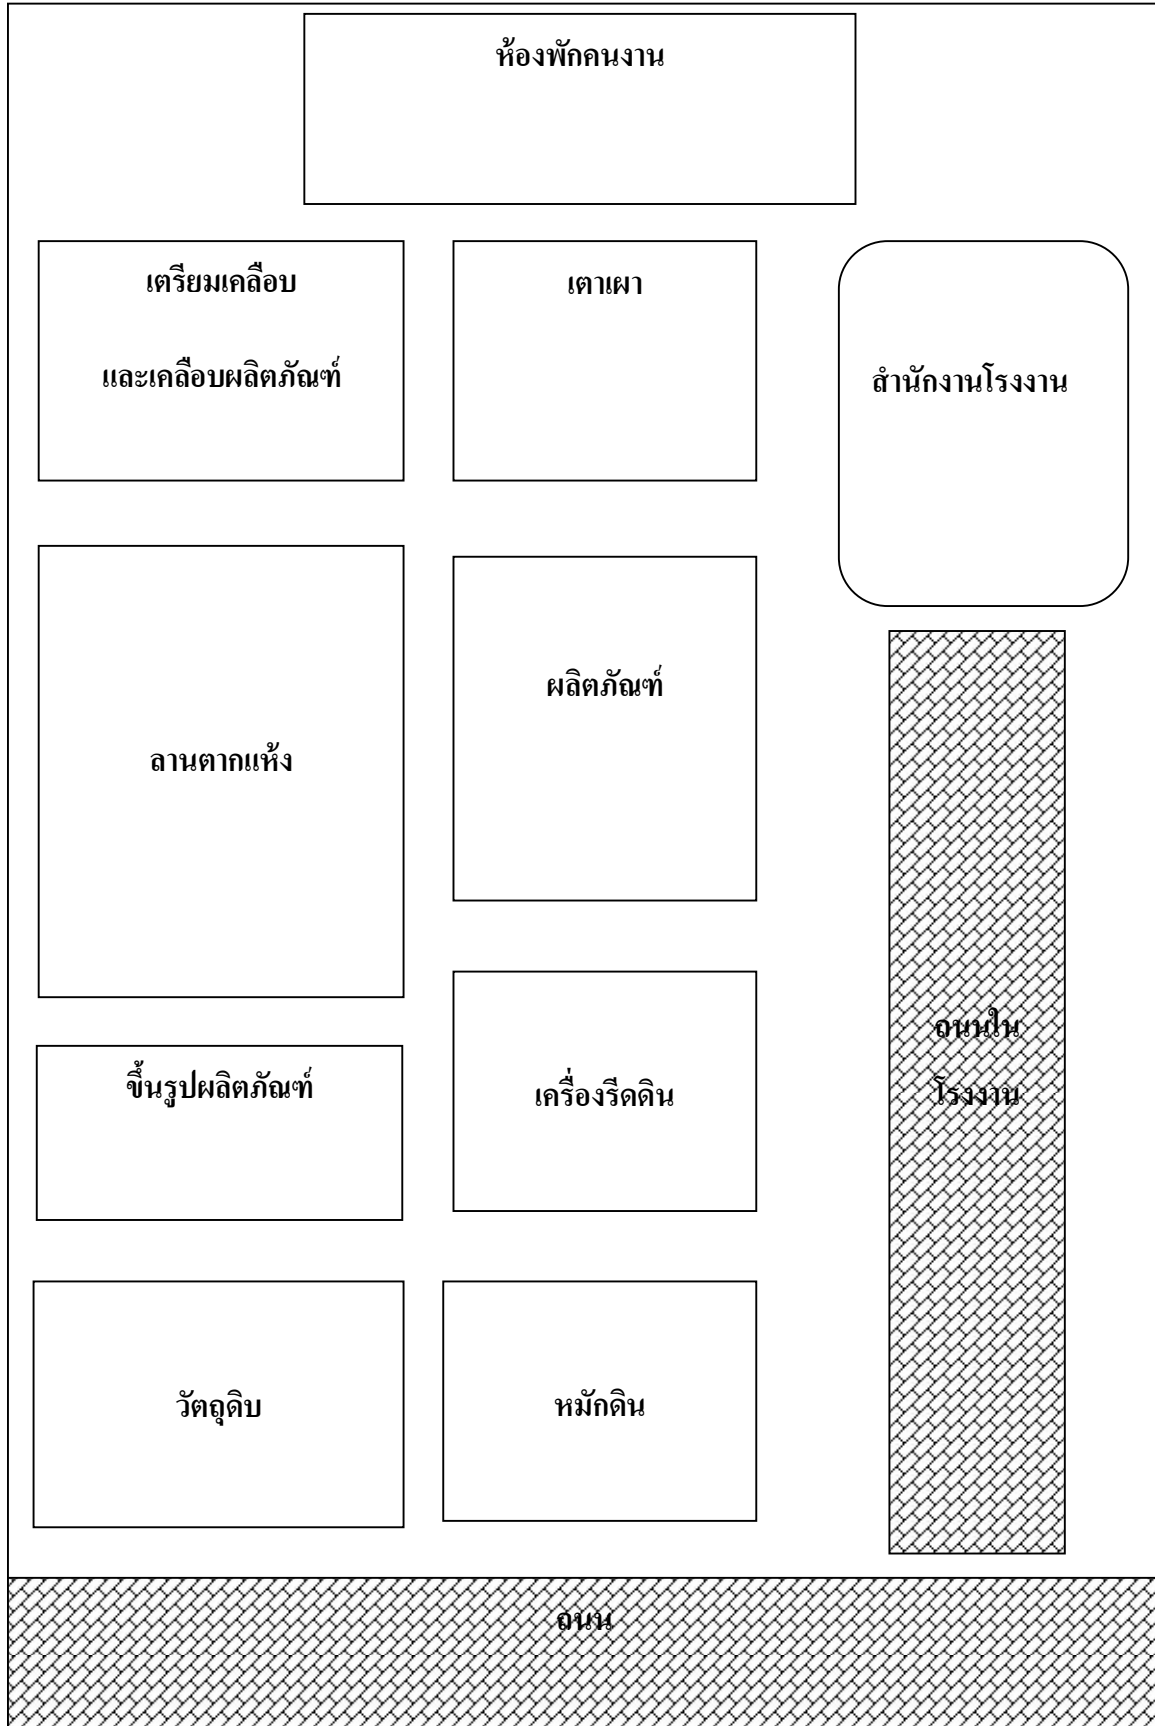 ห้องพักคนงาน
เตรียมเคลือบ
และเคลือบผลิตภัณฑ์
เตาเผา
สำนักงานโรงงาน
ลานตากแห้ง
ผลิตภัณฑ์
ขึ้นรูปผลิตภัณฑ์
เครื่องรีดดิน
ถนนใน
โรงงาน
วัตถุดิบ
หมักดิน
ถนน